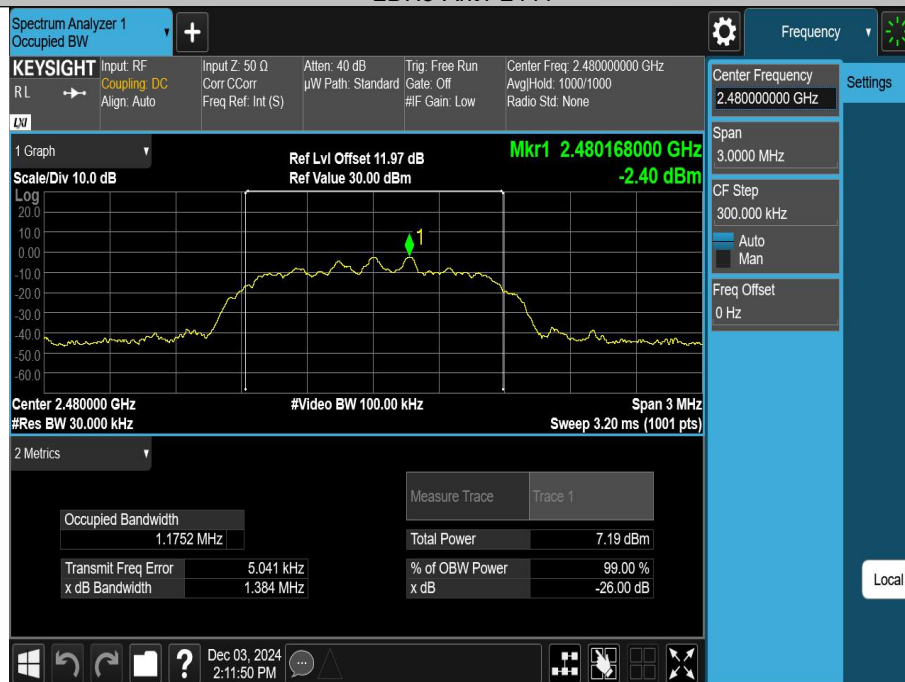 Spectrum Analyzer 1
Occupied BW
Frequency
KEYSIGHT
R L
LXI
Input: RF
Coupling: DC
Align: Auto
Input Z: 50 Ω
Corr CCorr
Freq Ref: Int (S)
Atten: 40 dB
µW Path: Standard
Trig: Free Run
Gate: Off
#IF Gain: Low
Center Freq: 2.480000000 GHz
Avg|Hold: 1000/1000
Radio Std: None
1 Graph
Scale/Div 10.0 dB
Ref Lvl Offset 11.97 dB
Ref Value 30.00 dBm
Mkr1 2.480168000 GHz
-2.40 dBm
Log
20.0
10.0
0.00
-10.0
-20.0
-30.0
-40.0
-50.0
-60.0
1
Center 2.480000 GHz
#Res BW 30.000 kHz
#Video BW 100.00 kHz
Span 3 MHz
Sweep 3.20 ms (1001 pts)
2 Metrics
Measure Trace Trace 1
Occupied Bandwidth
1.1752 MHz
Total Power 7.19 dBm
Transmit Freq Error 5.041 kHz
% of OBW Power 99.00 %
x dB Bandwidth 1.384 MHz
x dB -26.00 dB
Center Frequency
2.480000000 GHz
Settings
Span
3.0000 MHz
CF Step
300.000 kHz
Auto
Man
Freq Offset
0 Hz
Local
?
Dec 03, 2024
2:11:50 PM